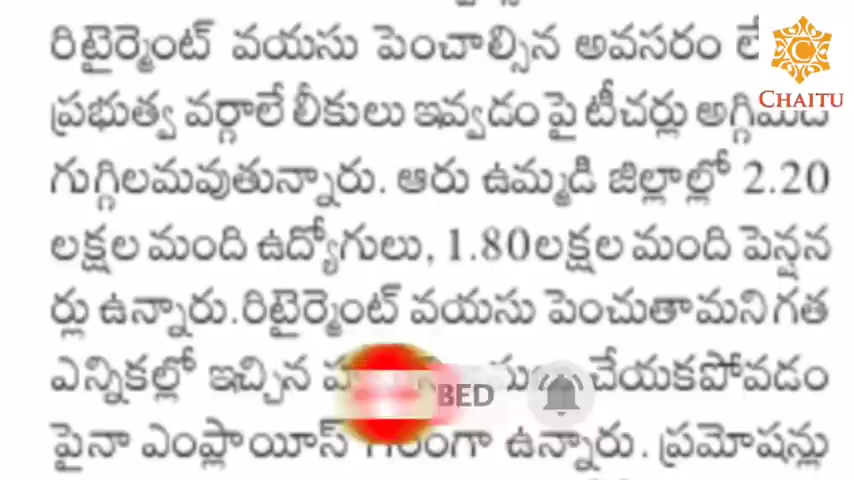 రిటైర్మెంట్ వయసు పెంచాల్సిన అవసరం
CHAITU
ప్రభుత్వ వర్గాలే లీకులు ఇవ్వడం పై టీచర్లు
గుగ్గిలమవుతున్నారు. ఆరు ఉమ్మడి జిల్లాల్లో 2.20
లక్షల మంది ఉద్యోగులు, 1.80లక్షల మంది పెన్షన
ర్లు ఉన్నారు.రిటైర్మెంట్ వయసు పెంచుతామని గత
ఎన్నికల్లో ఇచ్చిన చేయకపోవడం
BED
పైనా ఎంప్లాయీస్ ఉన్నారు. ప్రమోషన్లు